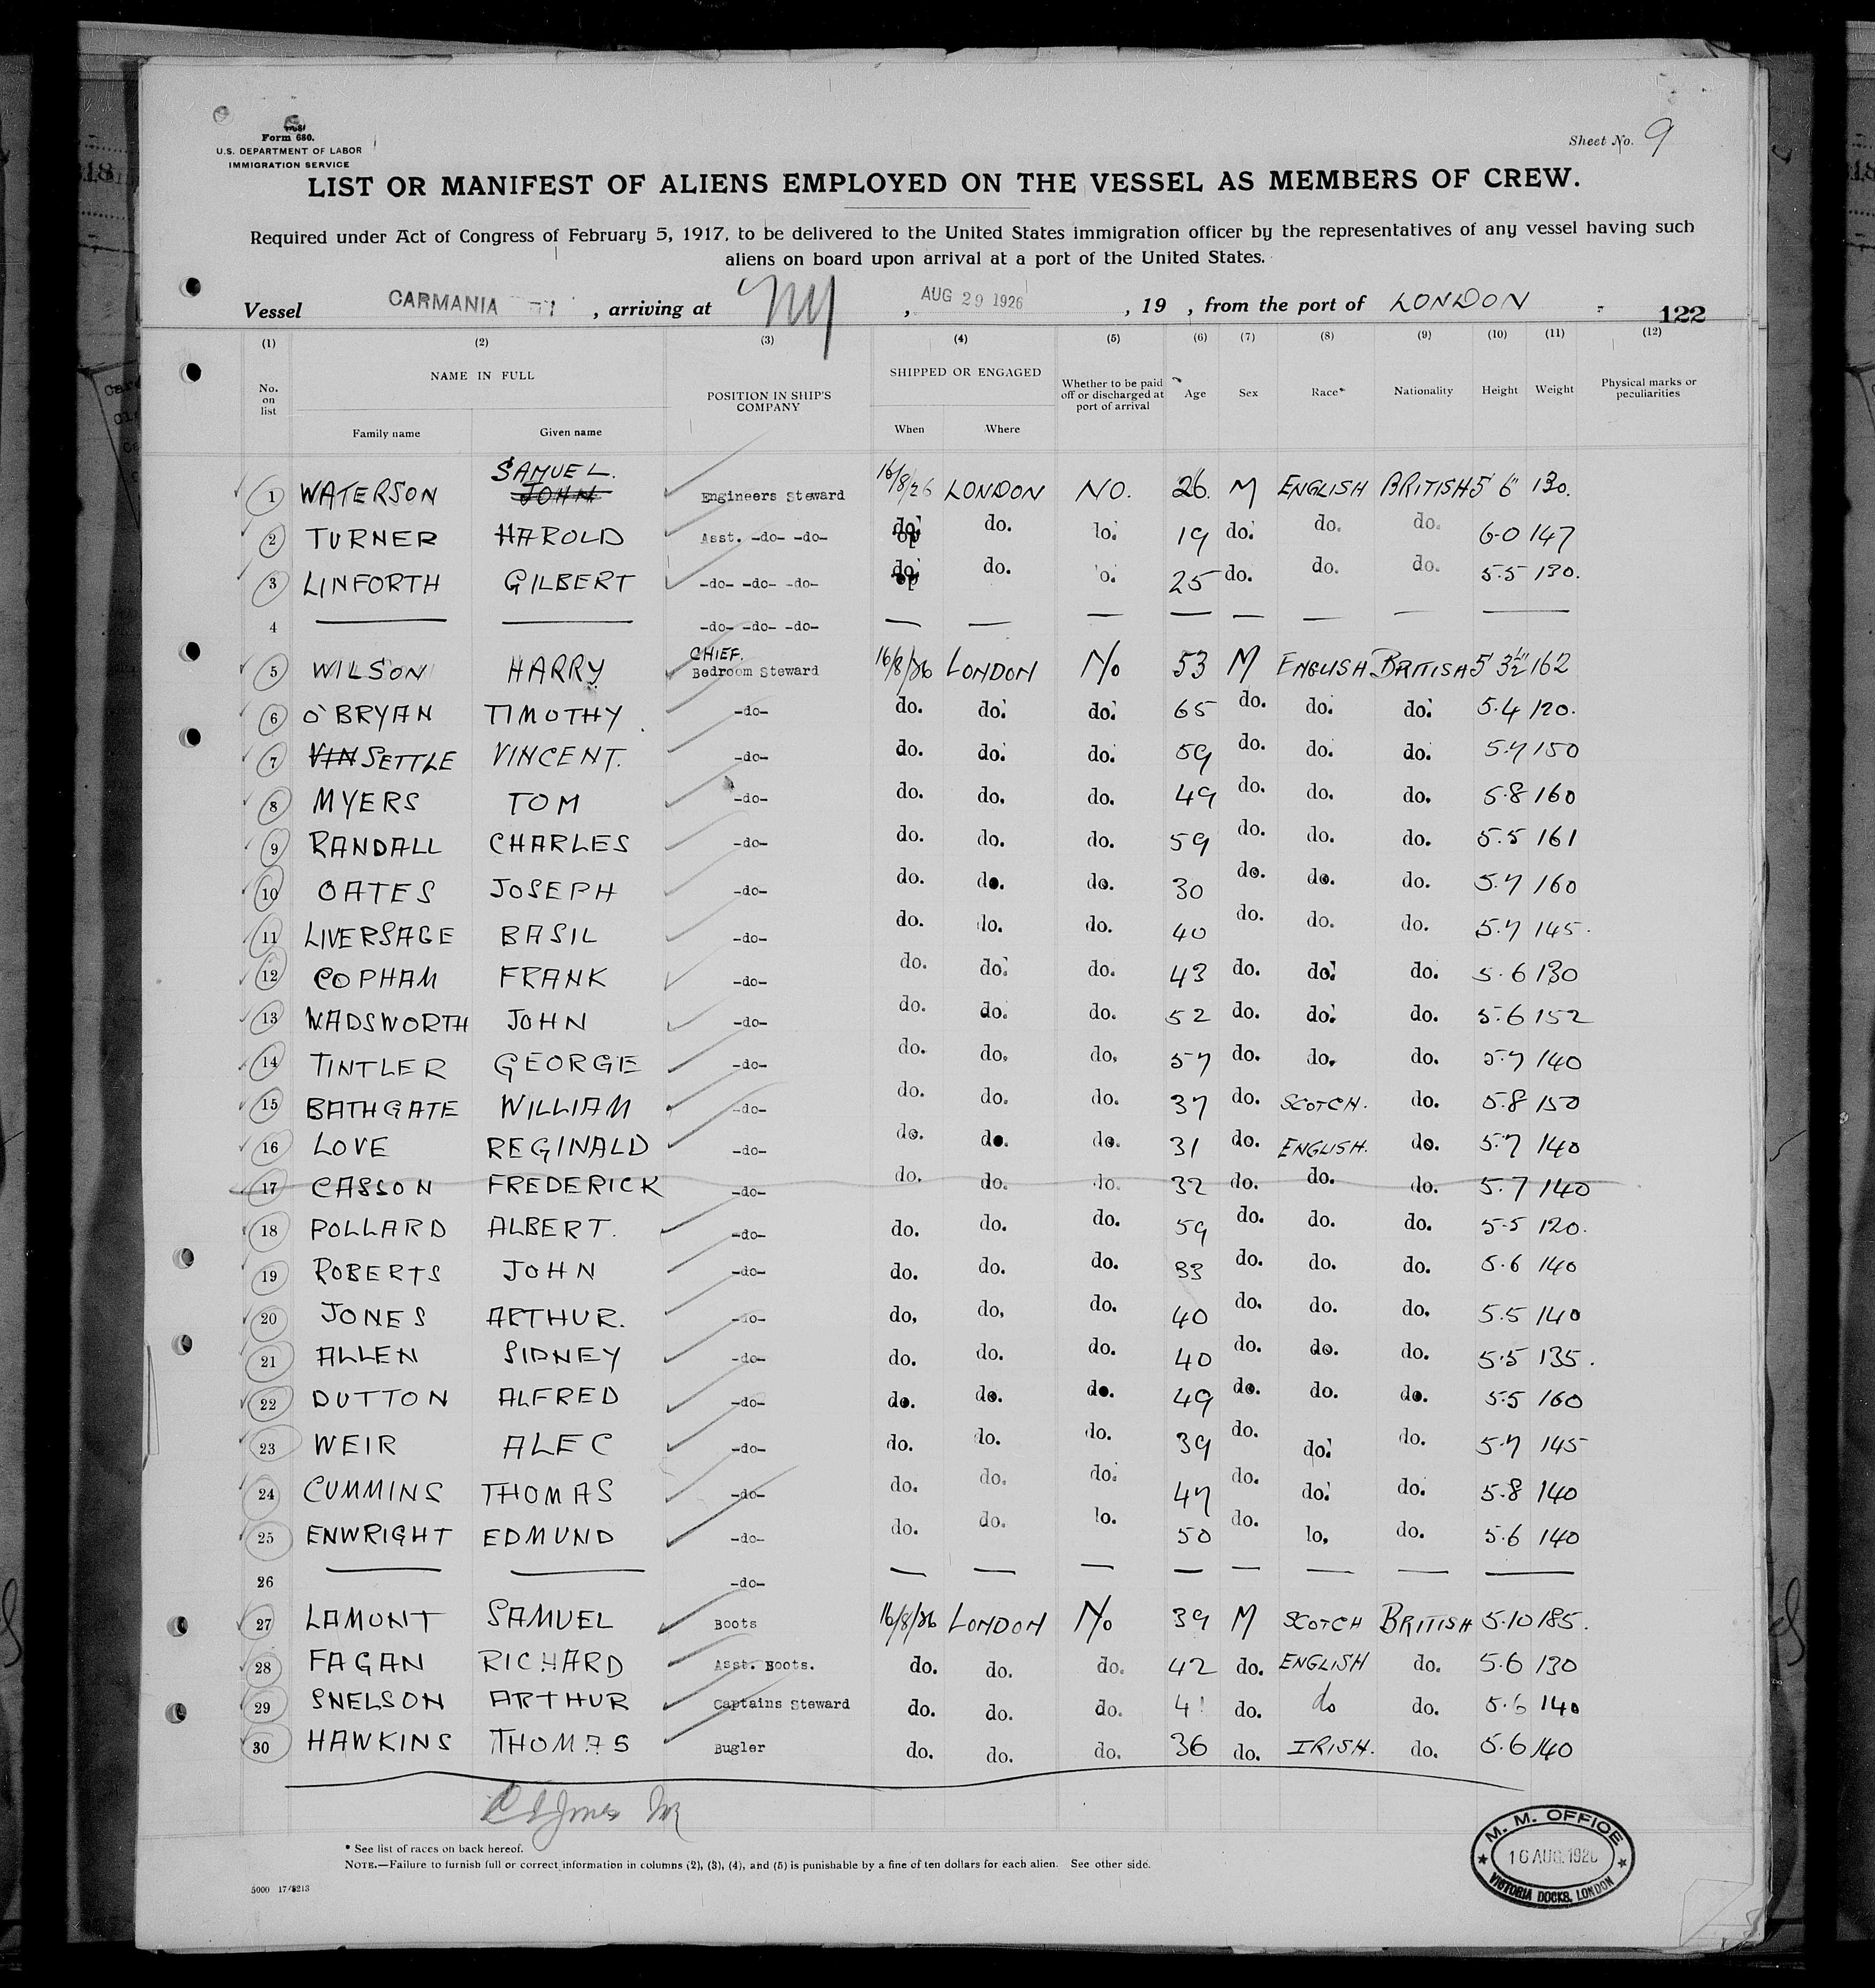 Form 680.
U.S. DEPARTMENT OF LABOR
IMMIGRATION SERVICE
Sheet No. 9
LIST OR MANIFEST OF ALIENS EMPLOYED ON THE VESSEL AS MEMBERS OF CREW.
Required under Act of Congress of February 5, 1917, to be delivered to the United States immigration officer by the representatives of any vessel having such
aliens on board upon arrival at a port of the United States.
Vessel CARMANIA , arriving at NY , AUG 29 1926 , 19 , from the port of LONDON
122
(1) (2) (3) (4) (5) (6) (7) (8) (9) (10) (11) (12)
No. on list NAME IN FULL POSITION IN SHIP'S COMPANY SHIPPED OR ENGAGED Whether to be paid off or discharged at port of arrival Age Sex Race* Nationality Height Weight Physical marks or peculiarities
Family name Given name When Where
SAMUEL.
1 WATERSON JOHN Engineers Steward 16/8/26 LONDON NO. 26. M ENGLISH BRITISH 5' 6" 130.
2 TURNER HAROLD Asst. -do- -do- do. do. do. 19 do. do. do. 6-0 147
3 LINFORTH GILBERT -do- -do- -do- do. do. do. 25 do. do. do. 5.5 130.
4 — — -do- -do- -do- — — — — — — — —
CHIEF.
5 WILSON HARRY Bedroom Steward 16/8/26 LONDON No 53 M ENGLISH BRITISH 5' 3½" 162
6 O'BRYAN TIMOTHY -do- do. do. do. 65 do. do. do. 5.4 120.
7 VIN SETTLE VINCENT. -do- do. do. do. 59 do. do. do. 5.7 150
8 MYERS TOM -do- do. do. do. 49 do. do. do. 5.8 160
9 RANDALL CHARLES -do- do. do. do. 59 do. do. do. 5.5 161
10 OATES JOSEPH -do- do. do. do. 30 do. do. do. 5.7 160
11 LIVERSAGE BASIL -do- do. do. do. 40 do. do. do. 5.7 145.
12 COPHAM FRANK -do- do. do. do. 43 do. do. do. 5.6 130
13 WADSWORTH JOHN -do- do. do. do. 52 do. do. do. 5.6 152
14 TINTLER GEORGE -do- do. do. do. 57 do. do. do. 5.7 140
15 BATHGATE WILLIAM -do- do. do. do. 37 do. SCOTCH. do. 5.8 150
16 LOVE REGINALD -do- do. do. do. 31 do. ENGLISH. do. 5.7 140
17 CASSON FREDERICK -do- do. do. do. 32 do. do. do. 5.7 140
18 POLLARD ALBERT. -do- do. do. do. 59 do. do. do. 5.5 120.
19 ROBERTS JOHN -do- do. do. do. 33 do. do. do. 5.6 140
20 JONES ARTHUR. -do- do. do. do. 40 do. do. do. 5.5 140
21 ALLEN SIDNEY -do- do. do. do. 40 do. do. do. 5.5 135.
22 DUTTON ALFRED -do- do. do. do. 49 do. do. do. 5.5 160
23 WEIR ALEC -do- do. do. do. 39 do. do. do. 5.7 145
24 CUMMINS THOMAS -do- do. do. do. 47 do. do. do. 5.8 140
25 ENWRIGHT EDMUND -do- do. do. do. 50 do. do. do. 5.6 140
26 — — -do- — — — — — — — —
27 LAMONT SAMUEL Boots 16/8/26 LONDON No 39 M SCOTCH BRITISH 5.10 185.
28 FAGAN RICHARD Asst. Boots. do. do. do. 42 do. ENGLISH do. 5.6 130
29 SNELSON ARTHUR Captains Steward do. do. do. 41 do. do do. 5.6 140
30 HAWKINS THOMAS Bugler do. do. do. 36 do. IRISH. do. 5.6 140
* See list of races on back hereof.
NOTE.—Failure to furnish full or correct information in columns (2), (3), (4), and (5) is punishable by a fine of ten dollars for each alien. See other side.
5000 17/8213
M. M. OFFICE
16 AUG. 1926
VICTORIA DOCKS, LONDON